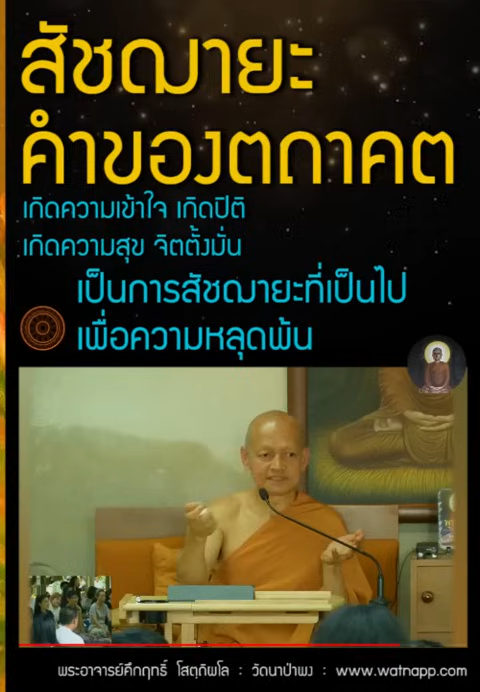 สัชฌายะ
คำของตถาคต
เกิดความเข้าใจ เกิดปิติ
เกิดความสุข จิตตั้งมั่น
เป็นการสัชฌายะที่เป็นไป
เพื่อความหลุดพ้น
พระอาจารย์คึกฤทธิ์ โสตฺถิผโล : วัดนาป่าพง : www.watnapp.com